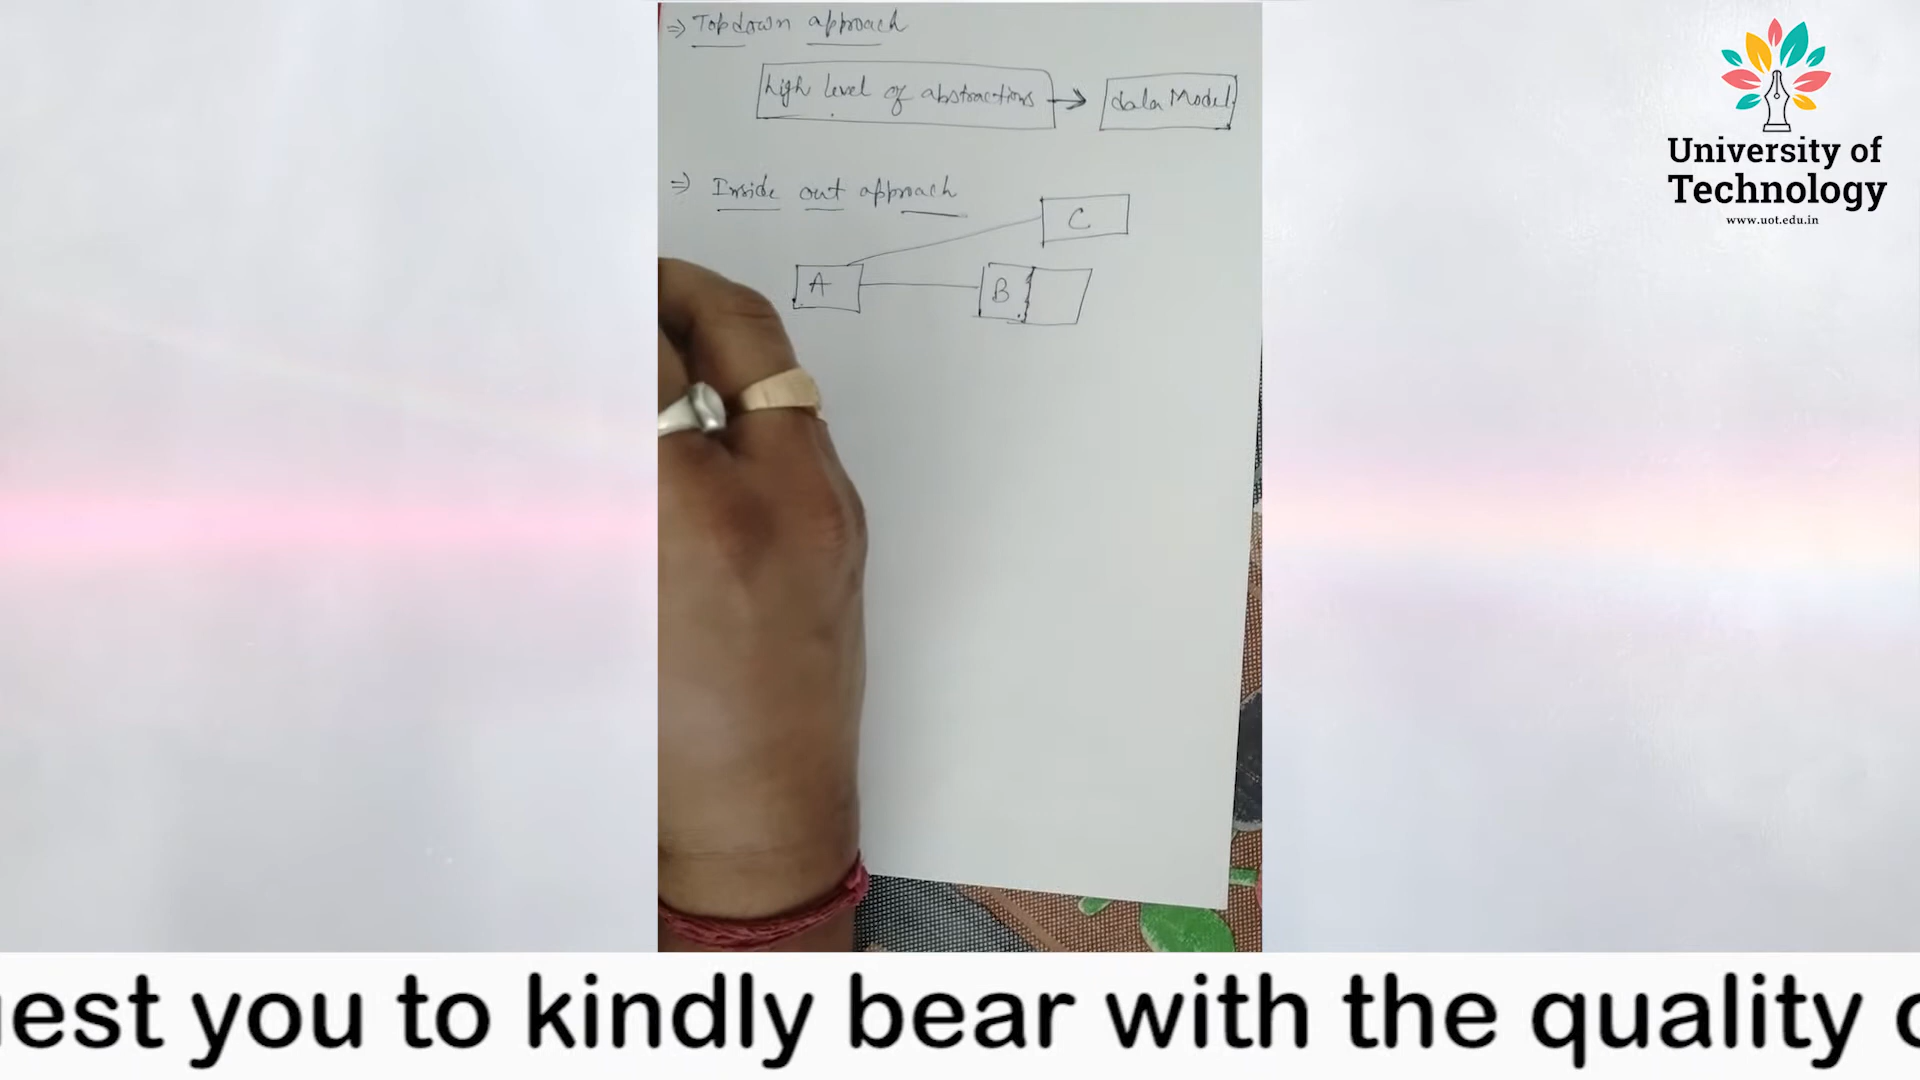 ⇒ Topdown approach
High level of abstractions → data Model
⇒ Inside out approach
C
A
B
University of
Technology
www.uot.edu.in
you to kindly bear with the quality